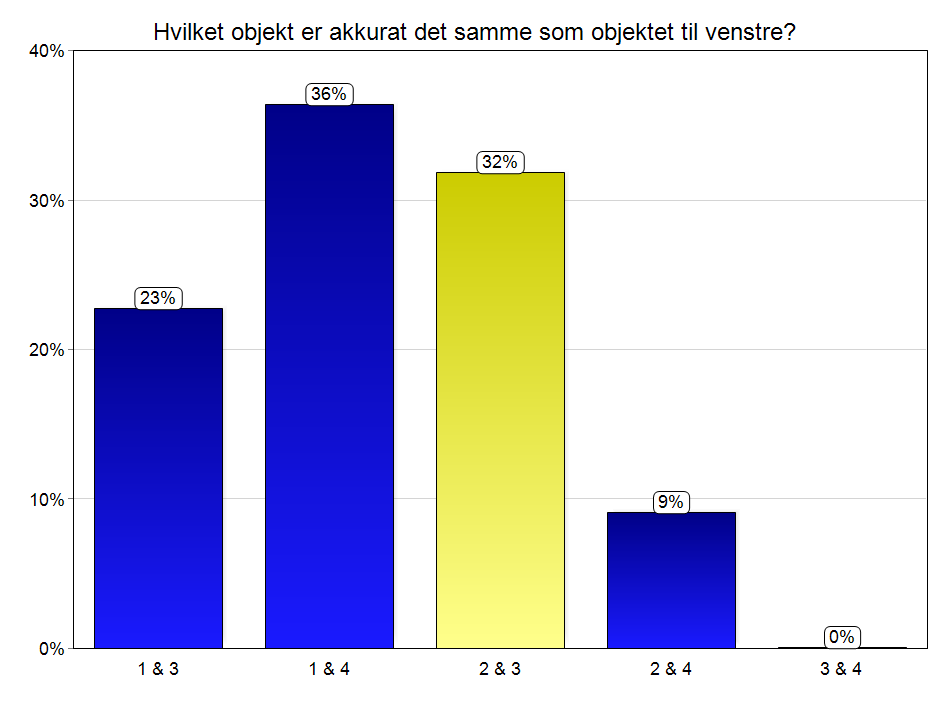 Hvilket objekt er akkurat det samme som objektet til venstre?
40%
30%
20%
10%
0%
23%
36%
32%
9%
0%
1 & 3
1 & 4
2 & 3
2 & 4
3 & 4